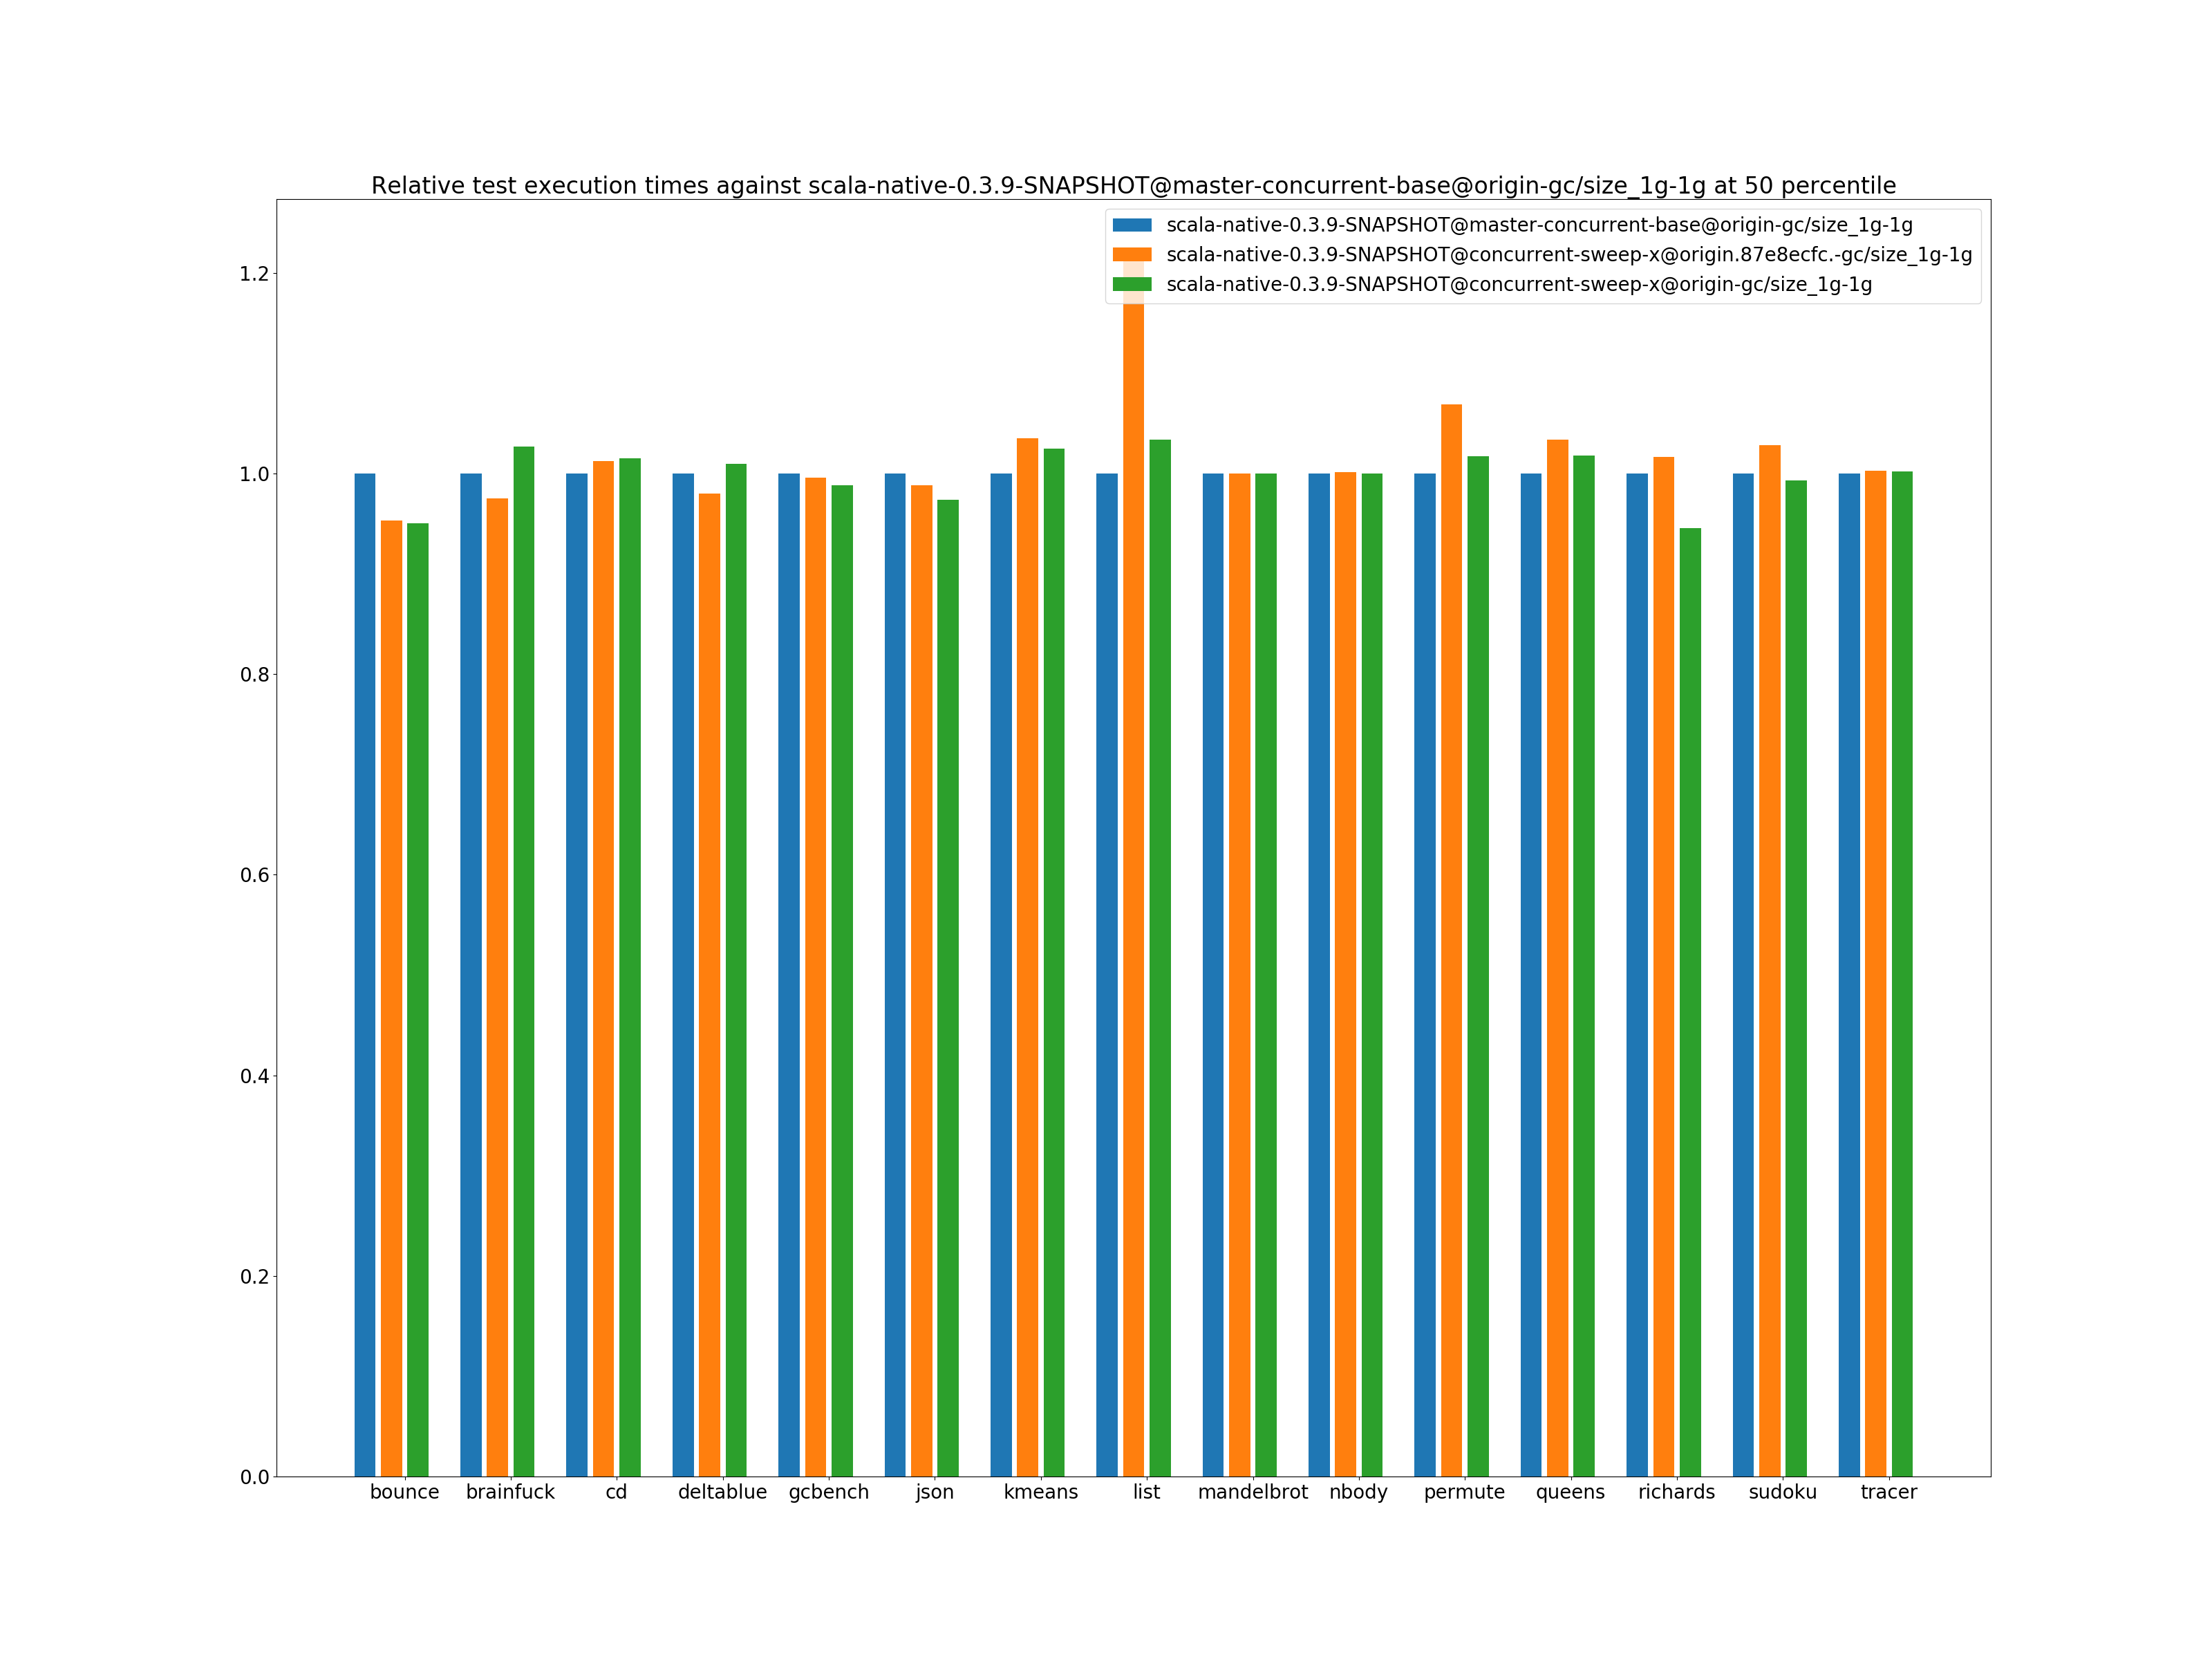 Relative test execution times against scala-native-0.3.9-SNAPSHOT@master-concurrent-base@origin-gc/size_1g-1g at 50 percentile
scala-native-0.3.9-SNAPSHOT@master-concurrent-base@origin-gc/size_1g-1g
scala-native-0.3.9-SNAPSHOT@concurrent-sweep-x@origin.87e8ecfc.-gc/size_1g-1g
scala-native-0.3.9-SNAPSHOT@concurrent-sweep-x@origin-gc/size_1g-1g
1.2
1.0
0.8
0.6
0.4
0.2
0.0
bounce brainfuck cd deltablue gcbench json kmeans list mandelbrot nbody permute queens richards sudoku tracer